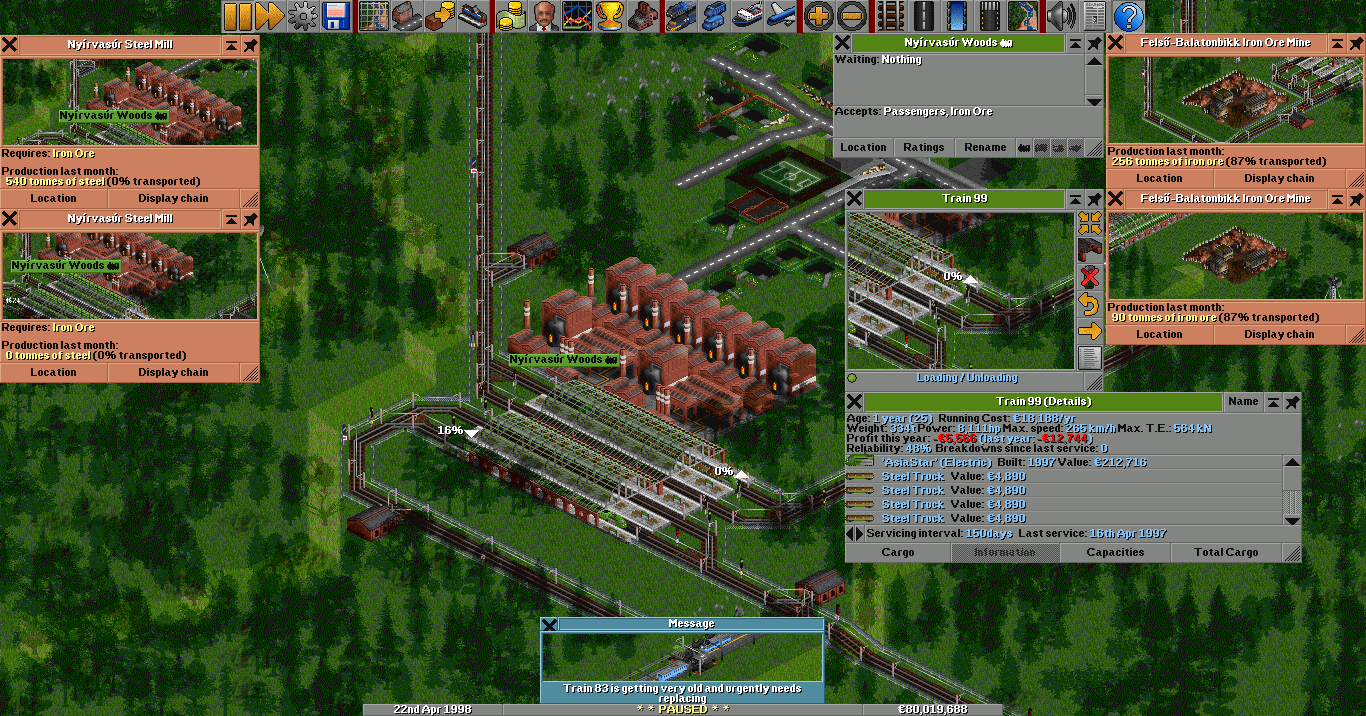 Nyírvasúr Steel Mill
Nyírvasúr Woods
Requires: Iron Ore
Production last month:
540 tonnes of steel (0% transported)
Location
Display chain
Nyírvasúr Steel Mill
Nyírvasúr Woods
Requires: Iron Ore
Production last month:
0 tonnes of steel (0% transported)
Location
Display chain
Nyírvasúr Woods
Waiting: Nothing
Accepts: Passengers, Iron Ore
Location
Ratings
Rename
Felső-Balatonbikk Iron Ore Mine
Production last month:
256 tonnes of iron ore (87% transported)
Location
Display chain
Felső-Balatonbikk Iron Ore Mine
Production last month:
90 tonnes of iron ore (87% transported)
Location
Display chain
Train 99
0%
Loading / Unloading
Nyírvasúr Woods
16%
0%
Train 99 (Details)
Name
Age: 1 year (25) Running Cost: €18,188/yr
Weight: 334t Power: 8,111hp Max. speed: 265 km/h Max. T.E.: 564 kN
Profit this year: -€5,566 (last year: -€12,744)
Reliability: 46% Breakdowns since last service: 0
'AsiaStar' (Electric) Built: 1997 Value: €212,716
Steel Truck Value: €4,890
Steel Truck Value: €4,890
Steel Truck Value: €4,890
Steel Truck Value: €4,890
Servicing interval: 150days Last service: 16th Apr 1997
Cargo
Information
Capacities
Total Cargo
Message
Train 83 is getting very old and urgently needs
replacing
22nd Apr 1998
* * PAUSED * *
€80,019,688